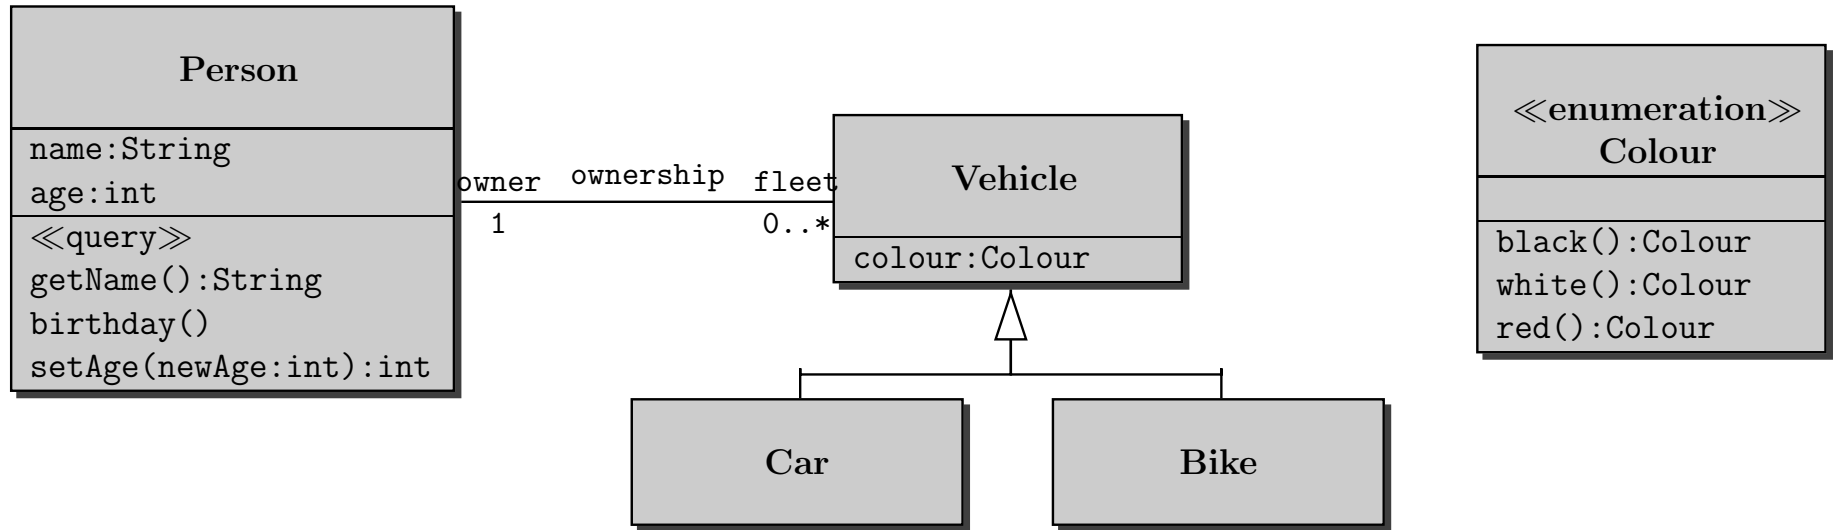 Person
name:String
age:int
≪query≫
getName():String
birthday()
setAge(newAge:int):int
owner
ownership
fleet
1
0..*
Vehicle
colour:Colour
Car
Bike
≪enumeration≫
Colour
black():Colour
white():Colour
red():Colour